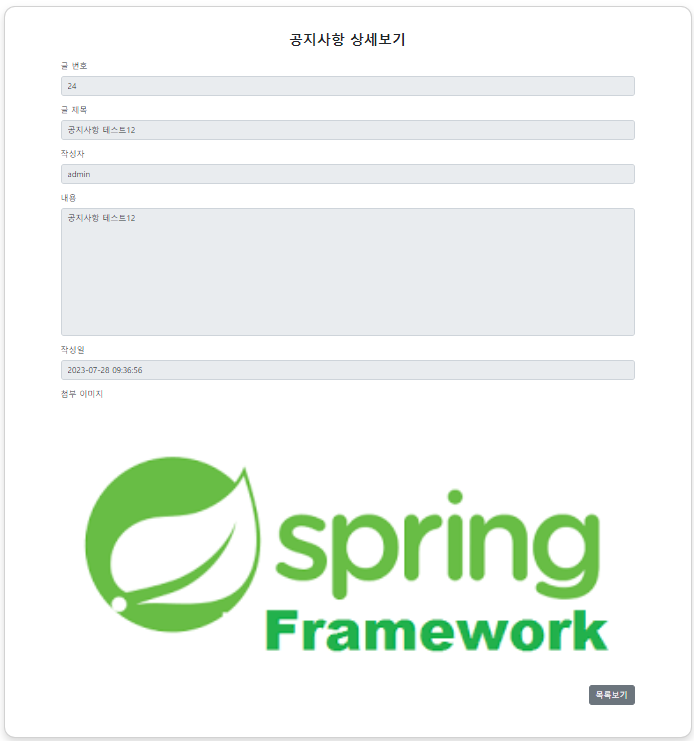 공지사항 상세보기
글 번호
24
글 제목
공지사항 테스트12
작성자
admin
내용
공지사항 테스트12
작성일
2023-07-28 09:36:56
첨부 이미지
spring
Framework
목록보기